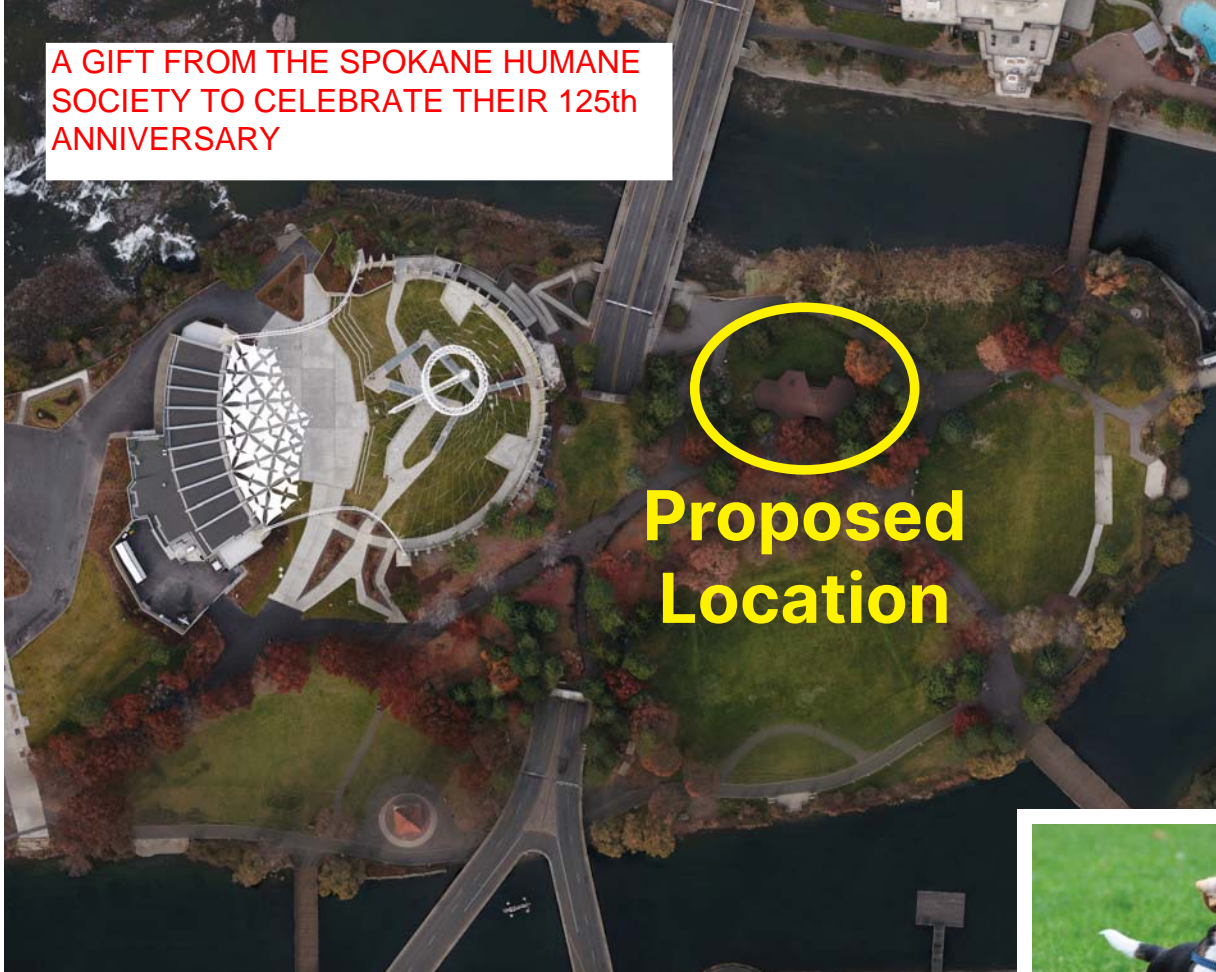 A GIFT FROM THE SPOKANE HUMANE
SOCIETY TO CELEBRATE THEIR 125th
ANNIVERSARY
Proposed
Location